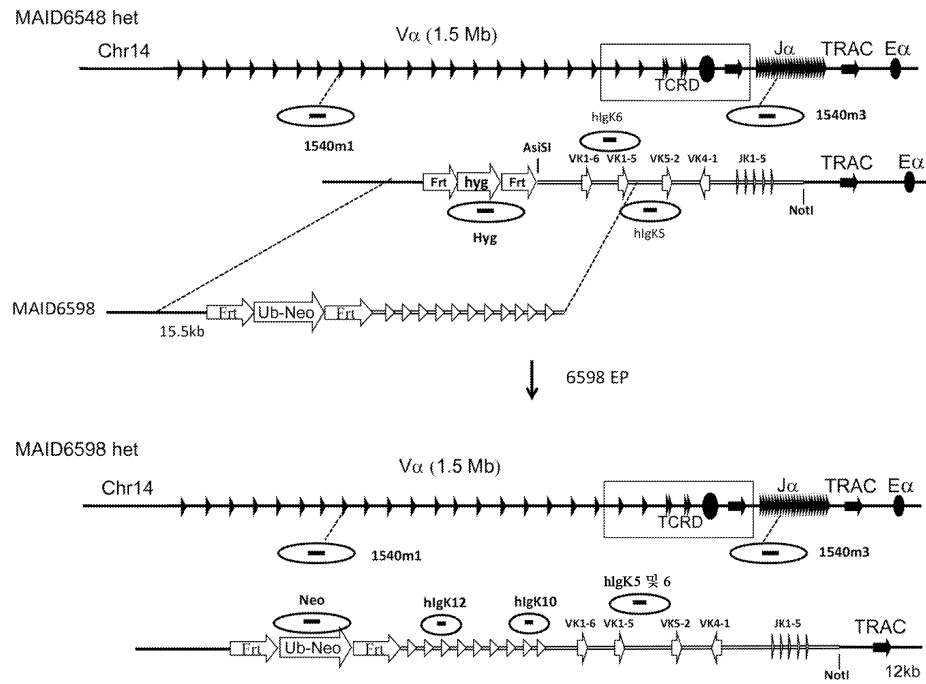 MAID6548 het
Vα (1.5 Mb)
Chr14
Jα
TRAC
Eα
TCRD
1540m1
1540m3
hIgK6
AsiSI
VK1-6
VK1-5
VK5-2
VK4-1
JK1-5
TRAC
Eα
Frt
hyg
Frt
NotI
Hyg
hIgK5
MAID6598
Frt
Ub-Neo
Frt
15.5kb
6598 EP
MAID6598 het
Vα (1.5 Mb)
Chr14
Jα
TRAC
Eα
TCRD
1540m1
1540m3
Neo
hIgK12
hIgK10
hIgK5 및 6
VK1-6
VK1-5
VK5-2
VK4-1
JK1-5
TRAC
Frt
Ub-Neo
Frt
NotI
12kb